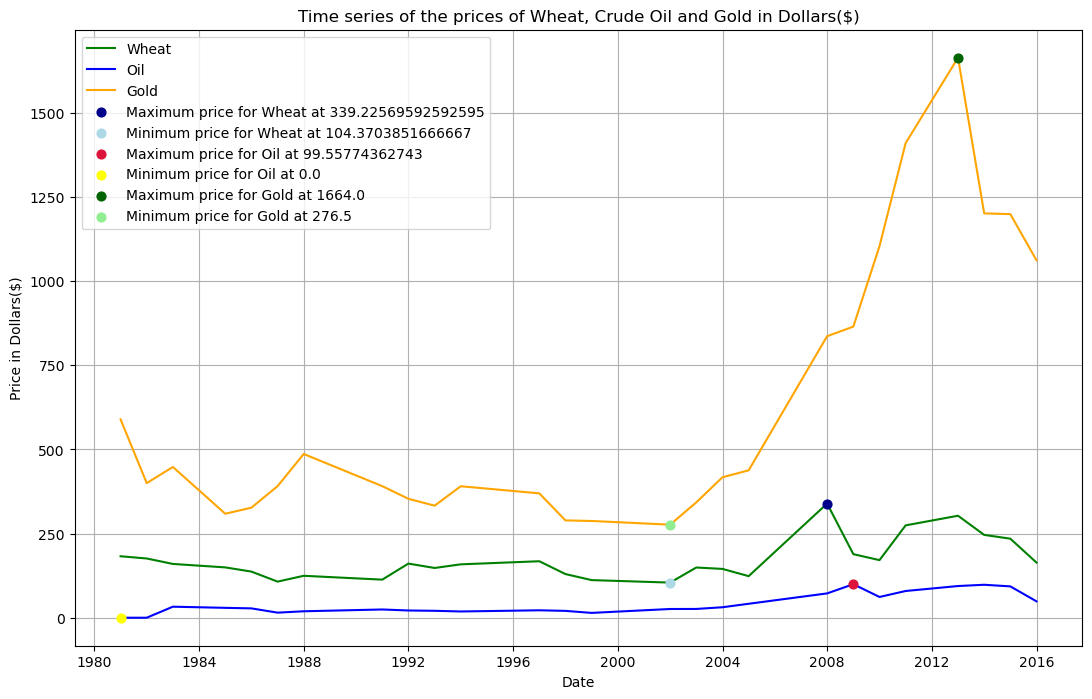 Time series of the prices of Wheat, Crude Oil and Gold in Dollars($)
Wheat
Oil
Gold
Maximum price for Wheat at 339.22569592592595
Minimum price for Wheat at 104.3703851666667
Maximum price for Oil at 99.55774362743
Minimum price for Oil at 0.0
Maximum price for Gold at 1664.0
Minimum price for Gold at 276.5
Price in Dollars($)
1500
1250
1000
750
500
250
0
1980 1984 1988 1992 1996 2000 2004 2008 2012 2016
Date